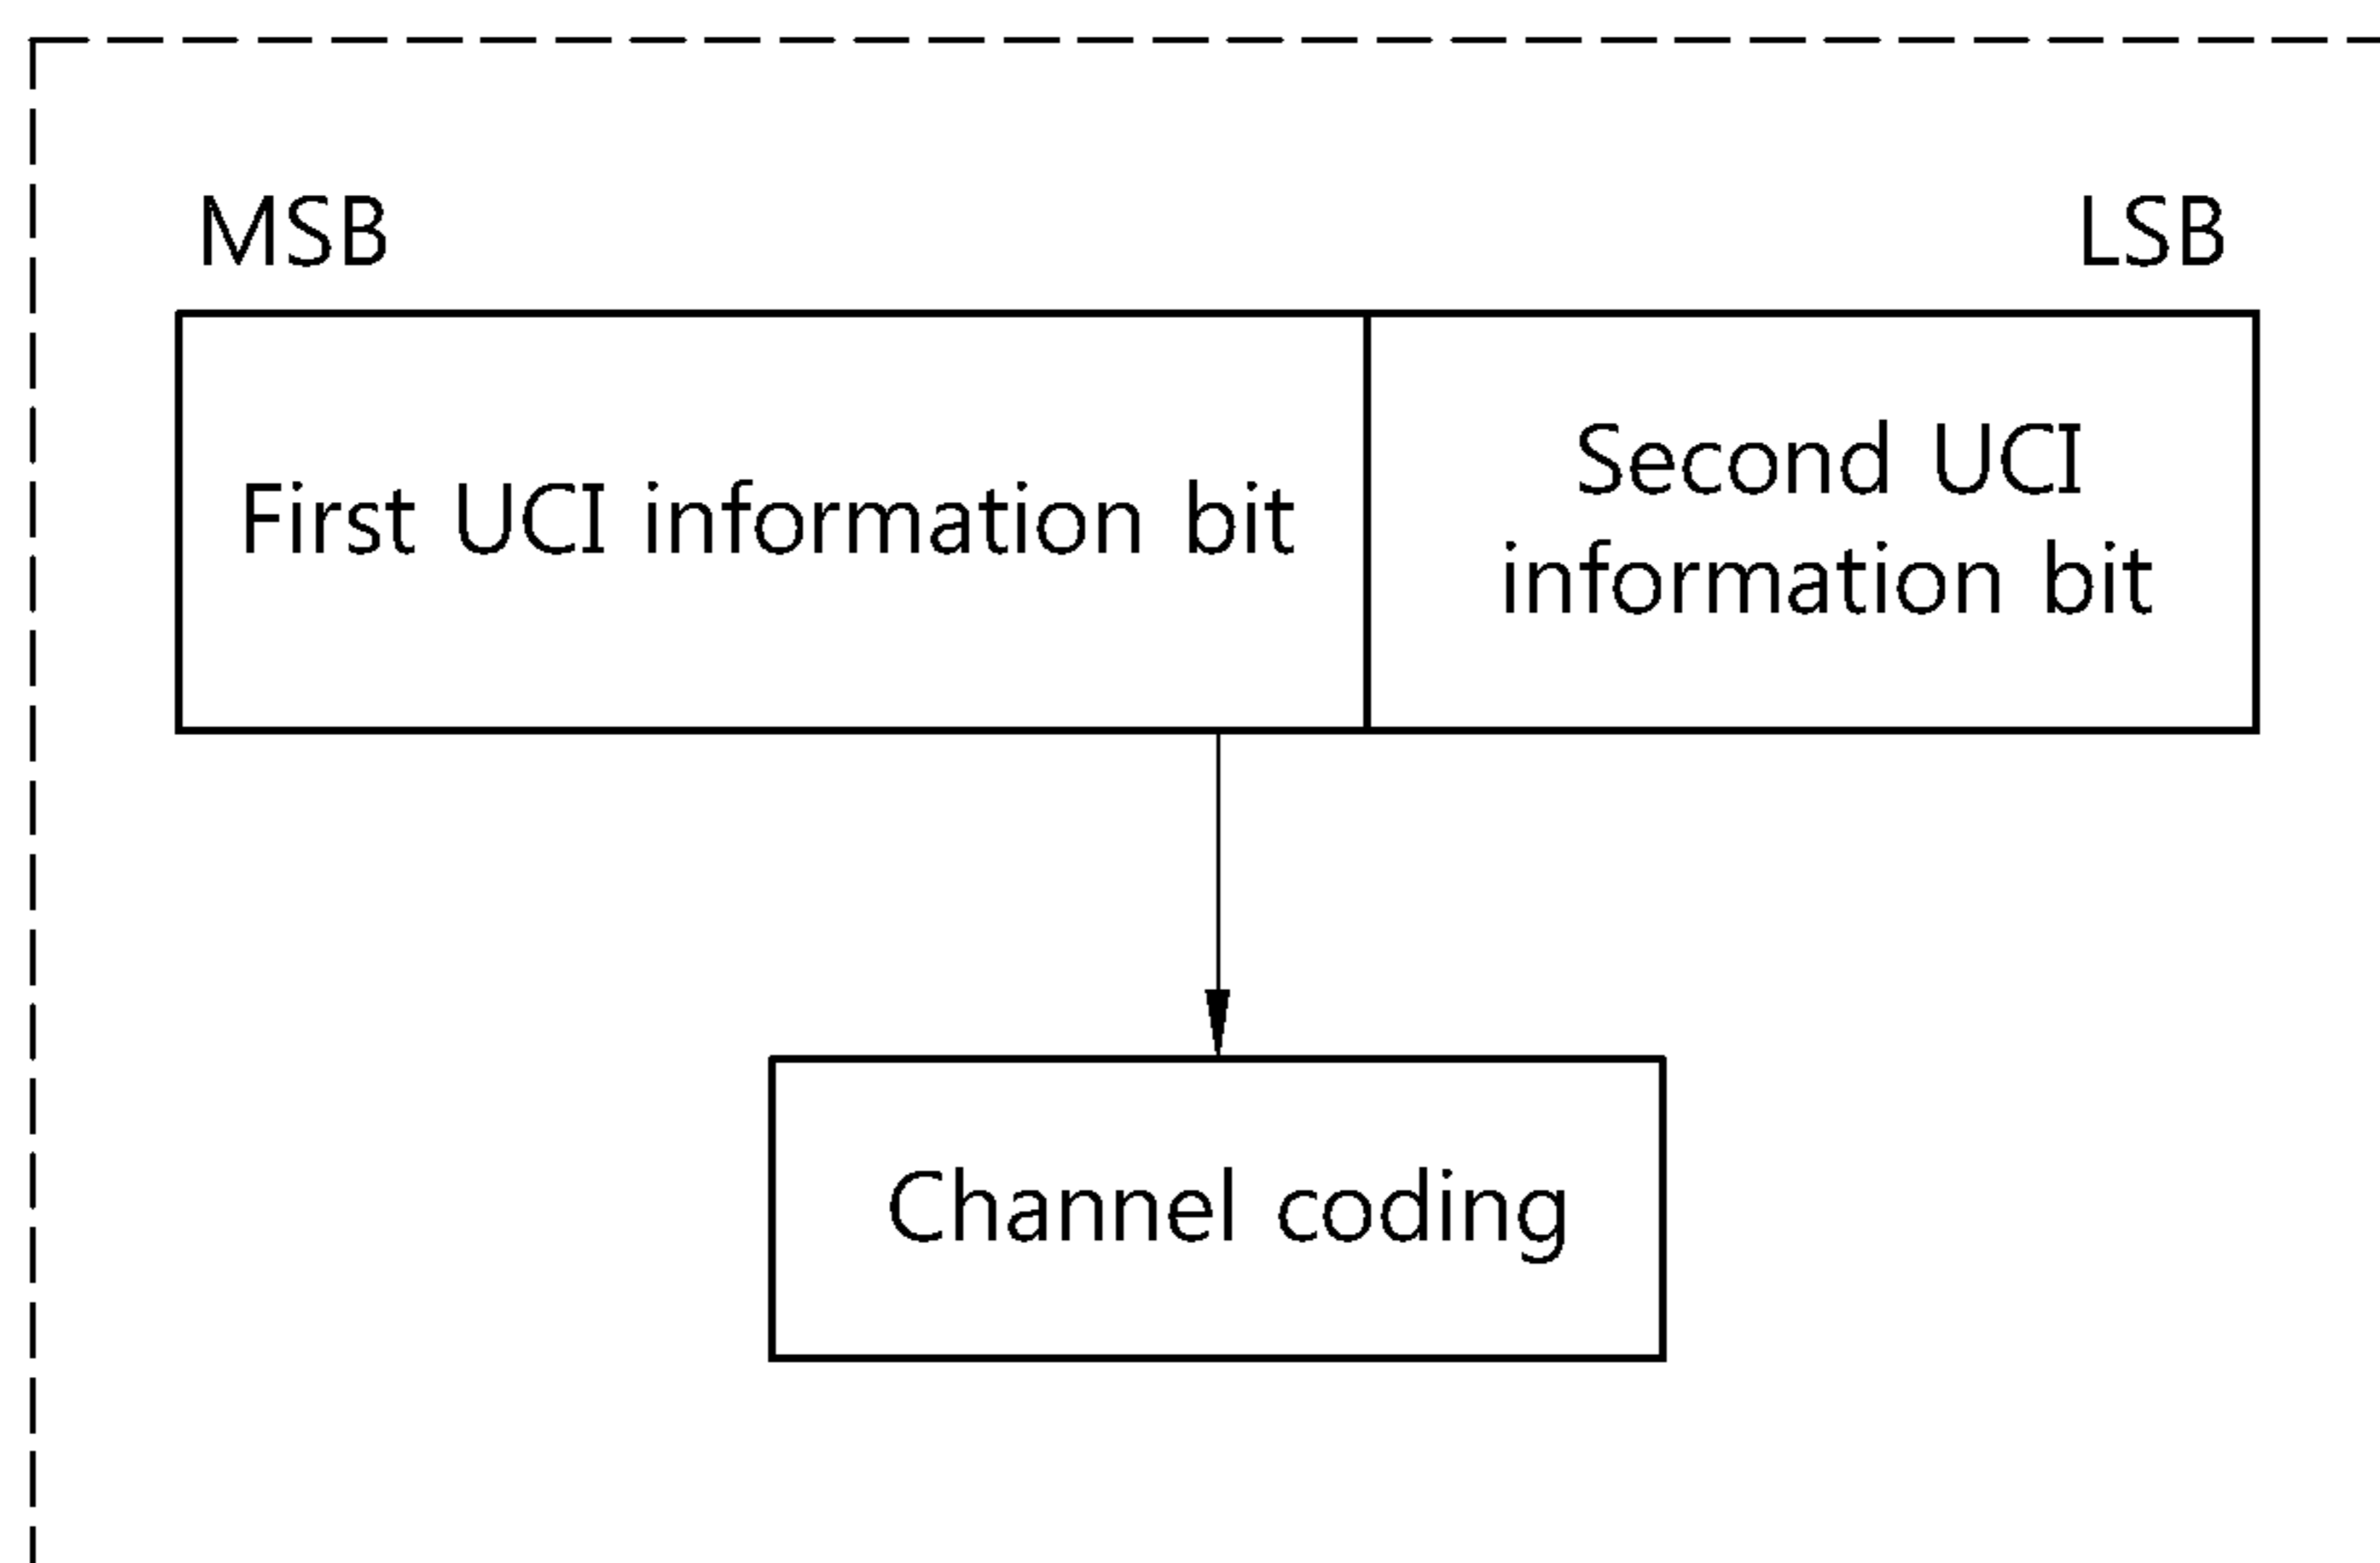 MSB LSB
First UCI information bit
Second UCI
information bit
Channel coding